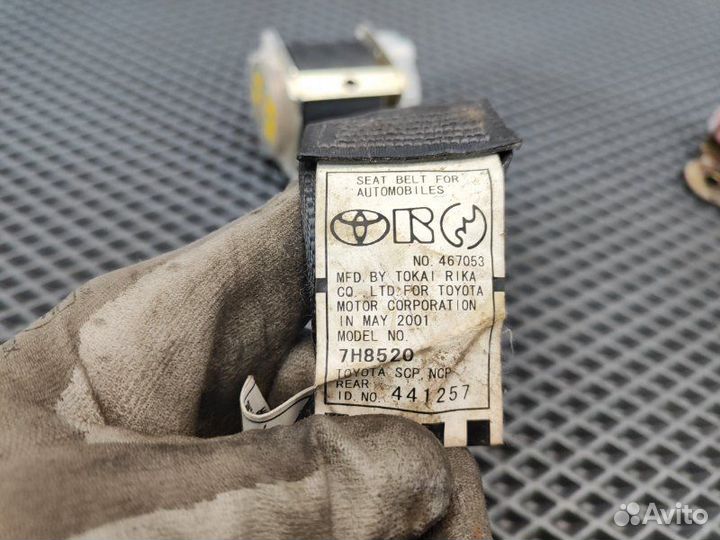 SEAT BELT FOR
AUTOMOBILES
NO. 467053
MFD. BY TOKAI RIKA
CO., LTD. FOR TOYOTA
MOTOR CORPORATION
IN MAY 2001
MODEL NO.
7H8520
TOYOTA SCP, NCP
REAR
ID. NO. 441257
Avito